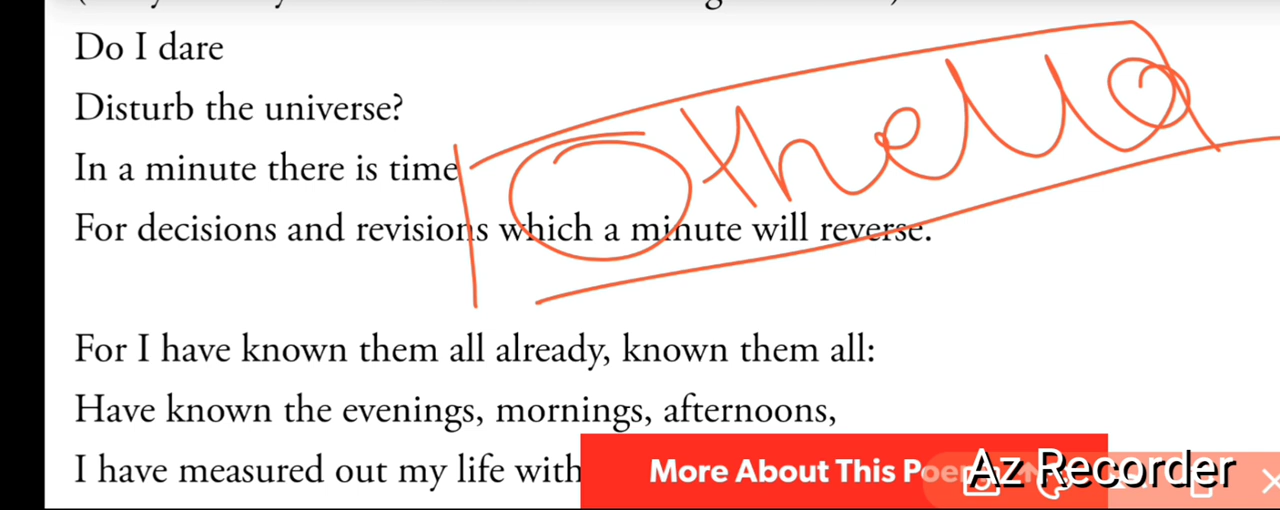 Do I dare
Disturb the universe?
Othello
In a minute there is time
For decisions and revisions which a minute will reverse.
For I have known them all already, known them all:
Have known the evenings, mornings, afternoons,
I have measured out my life with
More About This Poem
Az Recorder